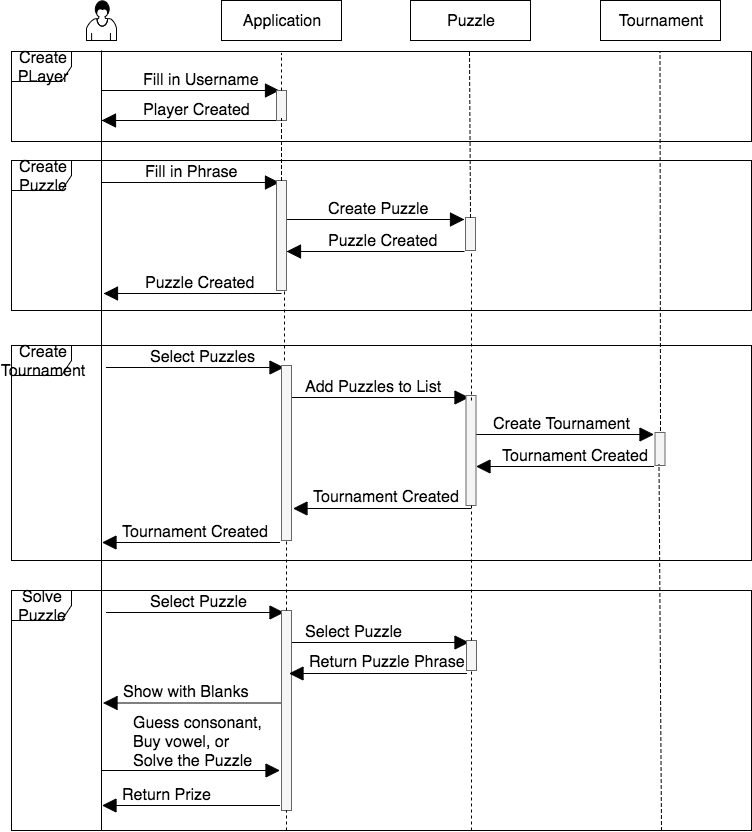 Application
Puzzle
Tournament
Create
PLayer
Fill in Username
Player Created
Create
Puzzle
Fill in Phrase
Create Puzzle
Puzzle Created
Puzzle Created
Create
Tournament
Select Puzzles
Add Puzzles to List
Create Tournament
Tournament Created
Tournament Created
Tournament Created
Solve
Puzzle
Select Puzzle
Select Puzzle
Return Puzzle Phrase
Show with Blanks
Guess consonant,
Buy vowel, or
Solve the Puzzle
Return Prize